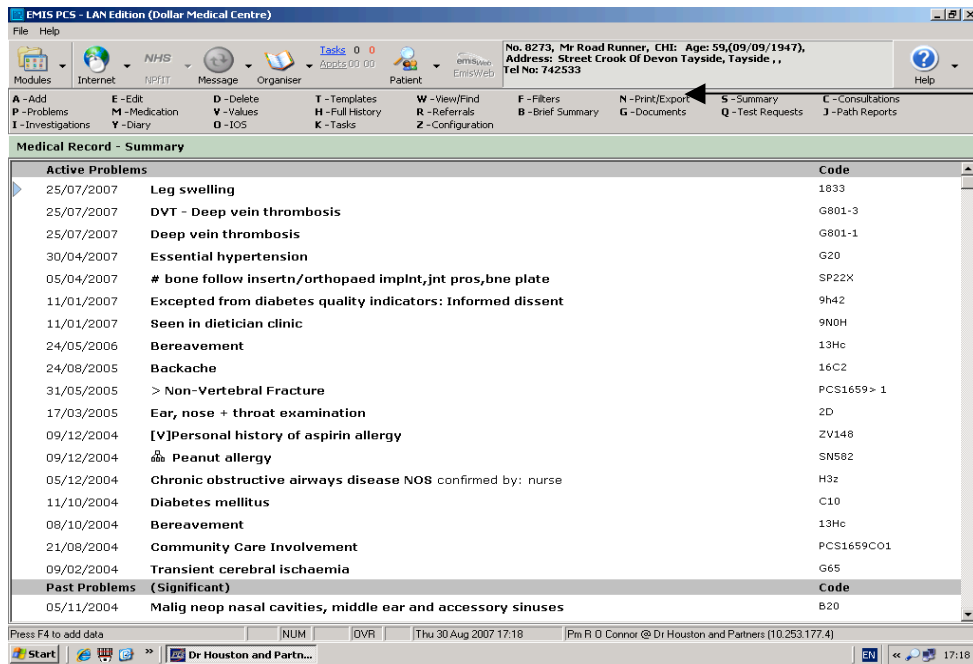 EMIS PCS - LAN Edition (Dollar Medical Centre)
File Help
Modules Internet NHS NPfIT Message Organiser Tasks 0 0 Appts 00 00 Patient emisWeb EmisWeb Help
No. 8273, Mr Road Runner, CHI: Age: 59,(09/09/1947),
Address: Street Crook Of Devon Tayside, Tayside , ,
Tel No: 742533
A -Add E -Edit D -Delete T -Templates W -View/Find F -Filters N -Print/Export S -Summary C -Consultations
P -Problems M -Medication V -Values H -Full History R -Referrals B -Brief Summary G -Documents Q -Test Requests J -Path Reports
I -Investigations Y -Diary O -IOS K -Tasks Z -Configuration
Medical Record - Summary
Active Problems Code
25/07/2007 Leg swelling 1833
25/07/2007 DVT - Deep vein thrombosis G801-3
25/07/2007 Deep vein thrombosis G801-1
30/04/2007 Essential hypertension G20
05/04/2007 # bone follow insertn/orthopaed implnt,jnt pros,bne plate SP22X
11/01/2007 Excepted from diabetes quality indicators: Informed dissent 9h42
11/01/2007 Seen in dietician clinic 9N0H
24/05/2006 Bereavement 13Hc
24/08/2005 Backache 16C2
31/05/2005 > Non-Vertebral Fracture PCS1659> 1
17/03/2005 Ear, nose + throat examination 2D
09/12/2004 [V]Personal history of aspirin allergy ZV148
09/12/2004 Peanut allergy SN582
05/12/2004 Chronic obstructive airways disease NOS confirmed by: nurse H3z
11/10/2004 Diabetes mellitus C10
08/10/2004 Bereavement 13Hc
21/08/2004 Community Care Involvement PCS1659CO1
09/02/2004 Transient cerebral ischaemia G65
Past Problems (Significant) Code
05/11/2004 Malig neop nasal cavities, middle ear and accessory sinuses B20
Press F4 to add data NUM OVR Thu 30 Aug 2007 17:18 Pm R O Connor @ Dr Houston and Partners (10.253.177.4)
Start » Dr Houston and Partn... EN « 17:18